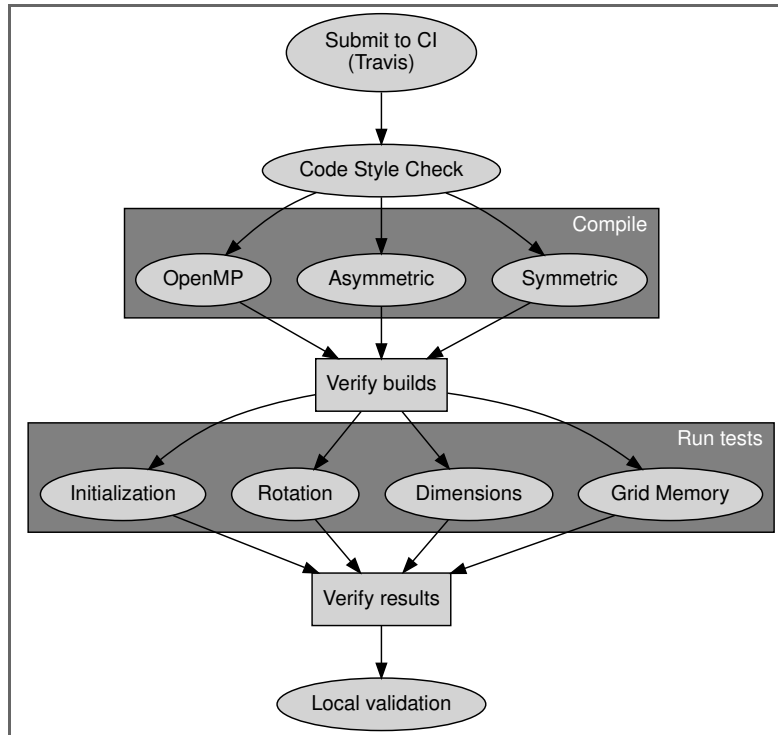 Submit to CI
(Travis)
Code Style Check
Compile
OpenMP
Asymmetric
Symmetric
Verify builds
Run tests
Initialization
Rotation
Dimensions
Grid Memory
Verify results
Local validation